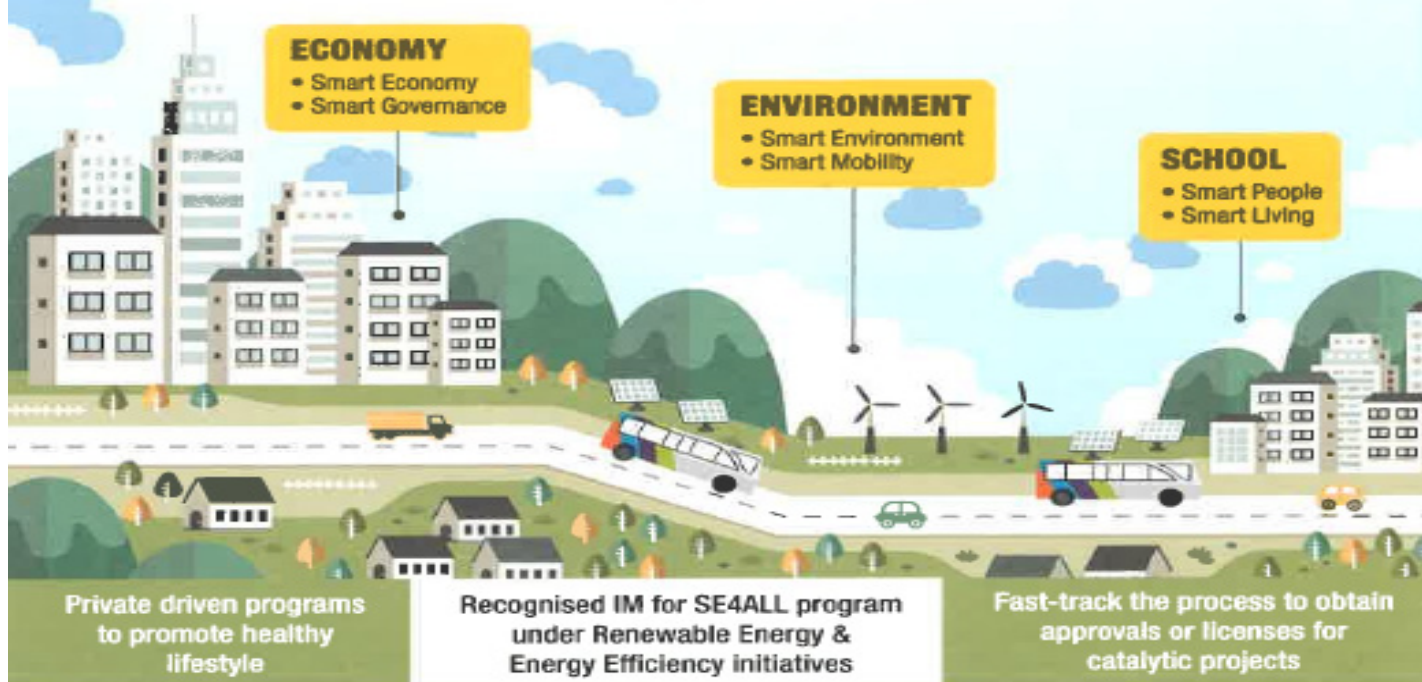 ECONOMY
• Smart Economy
• Smart Governance
ENVIRONMENT
• Smart Environment
• Smart Mobility
SCHOOL
• Smart People
• Smart Living
Private driven programs
to promote healthy
lifestyle
Recognised IM for SE4ALL program
under Renewable Energy &
Energy Efficiency initiatives
Fast-track the process to obtain
approvals or licenses for
catalytic projects